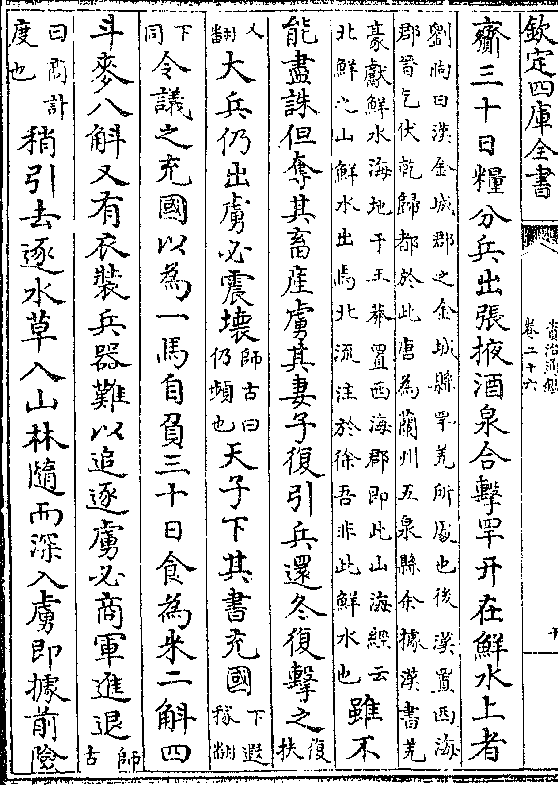 欽定四庫全書
資治通鑑
卷二十六
齎三十日糧分兵出張掖酒泉合擊䍐幵在鮮水上者
劉昫曰漢金城郡之金城縣䍐羌所處也後漢置西海
郡晉乞伏乾歸都於此唐為蘭州五泉縣余據漢書羌
豪獻鮮水海地于王莽置西海郡即此山海經云
北鮮之山鮮水出焉北流注於徐吾非此鮮水也
雖不
能盡誅但奪其畜産虜其妻子復引兵還冬復擊之
復
扶
又
翻
大兵仍出虜必震壊
師古曰
仍頻也
天子下其書充國
下遐
稼翻
下
同
令議之充國以為一馬自負三十日食為米二斛四
斗麥八斛又有衣裝兵器難以追逐虜必商軍進退
師
古
曰商計
度也
稍引去逐水草入山林隨而深入虜即據前險